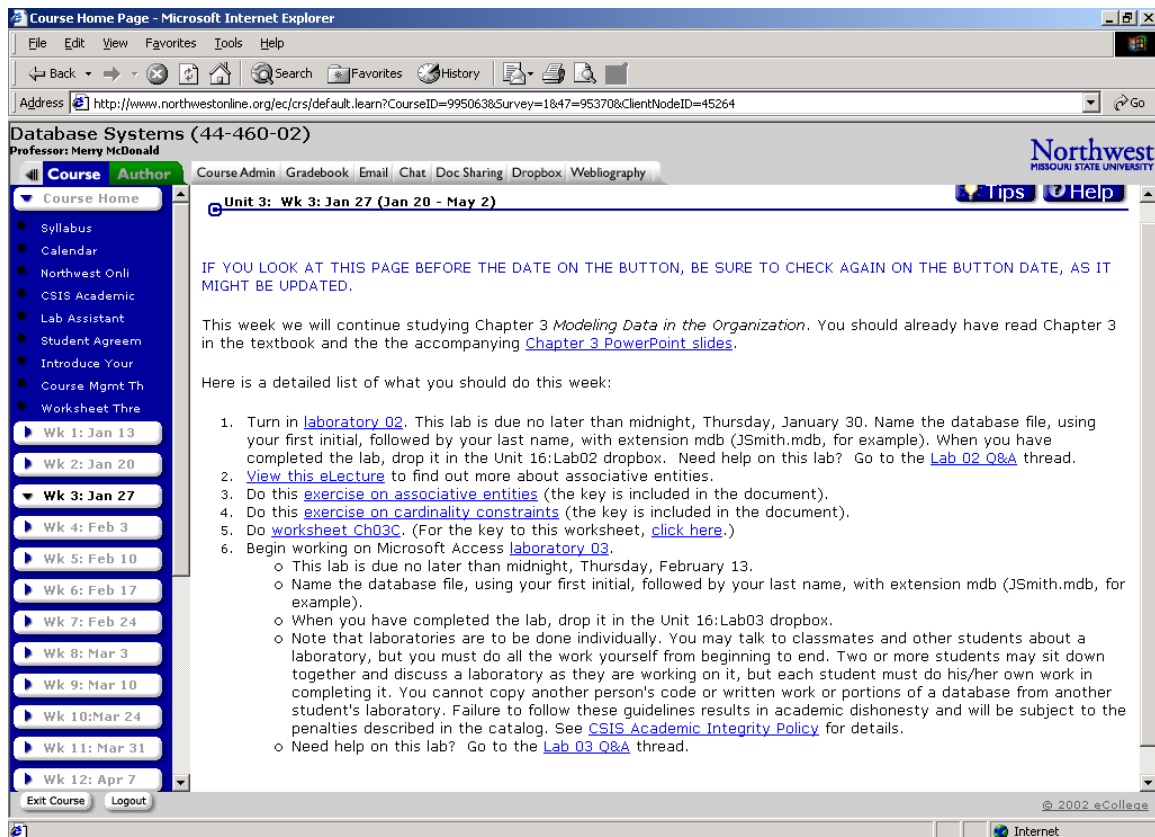 Course Home Page - Microsoft Internet Explorer
File Edit View Favorites Tools Help
Back Search Favorites History
Address http://www.northwestonline.org/ec/crs/default.learn?CourseID=995063&Survey=1&47=95370&ClientNodeID=45264 Go
Database Systems (44-460-02)
Professor: Merry McDonald
Northwest
MISSOURI STATE UNIVERSITY
Course Author Course Admin Gradebook Email Chat Doc Sharing Dropbox Webliography
Course Home
Syllabus
Calendar
Northwest Onli
CSIS Academic
Lab Assistant
Student Agreem
Introduce Your
Course Mgmt Th
Worksheet Thre
Wk 1: Jan 13
Wk 2: Jan 20
Wk 3: Jan 27
Wk 4: Feb 3
Wk 5: Feb 10
Wk 6: Feb 17
Wk 7: Feb 24
Wk 8: Mar 3
Wk 9: Mar 10
Wk 10:Mar 24
Wk 11: Mar 31
Wk 12: Apr 7
Exit Course Logout
Unit 3: Wk 3: Jan 27 (Jan 20 - May 2)
Tips Help
IF YOU LOOK AT THIS PAGE BEFORE THE DATE ON THE BUTTON, BE SURE TO CHECK AGAIN ON THE BUTTON DATE, AS IT
MIGHT BE UPDATED.
This week we will continue studying Chapter 3 Modeling Data in the Organization. You should already have read Chapter 3
in the textbook and the the accompanying Chapter 3 PowerPoint slides.
Here is a detailed list of what you should do this week:
1. Turn in laboratory 02. This lab is due no later than midnight, Thursday, January 30. Name the database file, using
your first initial, followed by your last name, with extension mdb (JSmith.mdb, for example). When you have
completed the lab, drop it in the Unit 16:Lab02 dropbox. Need help on this lab? Go to the Lab 02 Q&A thread.
2. View this eLecture to find out more about associative entities.
3. Do this exercise on associative entities (the key is included in the document).
4. Do this exercise on cardinality constraints (the key is included in the document).
5. Do worksheet Ch03C. (For the key to this worksheet, click here.)
6. Begin working on Microsoft Access laboratory 03.
o This lab is due no later than midnight, Thursday, February 13.
o Name the database file, using your first initial, followed by your last name, with extension mdb (JSmith.mdb, for
example).
o When you have completed the lab, drop it in the Unit 16:Lab03 dropbox.
o Note that laboratories are to be done individually. You may talk to classmates and other students about a
laboratory, but you must do all the work yourself from beginning to end. Two or more students may sit down
together and discuss a laboratory as they are working on it, but each student must do his/her own work in
completing it. You cannot copy another person's code or written work or portions of a database from another
student's laboratory. Failure to follow these guidelines results in academic dishonesty and will be subject to the
penalties described in the catalog. See CSIS Academic Integrity Policy for details.
o Need help on this lab? Go to the Lab 03 Q&A thread.
© 2002 eCollege
Internet